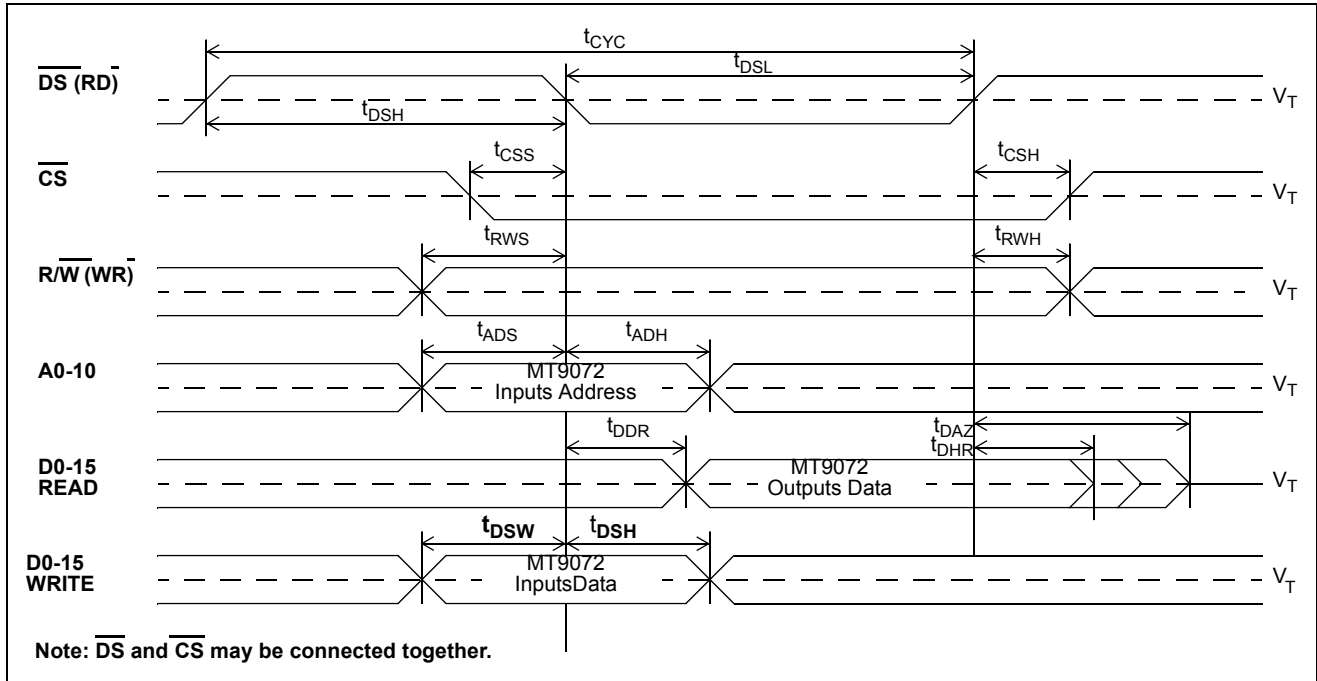 tCYC
DS (RD)
tDSL
VT
tDSH
CS
tCSS
tCSH
VT
R/W (WR)
tRWS
tRWH
VT
A0-10
tADS
tADH
MT9072
Inputs Address
VT
D0-15
READ
tDDR
tDAZ
tDHR
MT9072
Outputs Data
VT
D0-15
WRITE
tDSW
tDSH
MT9072
InputsData
VT
Note: DS and CS may be connected together.